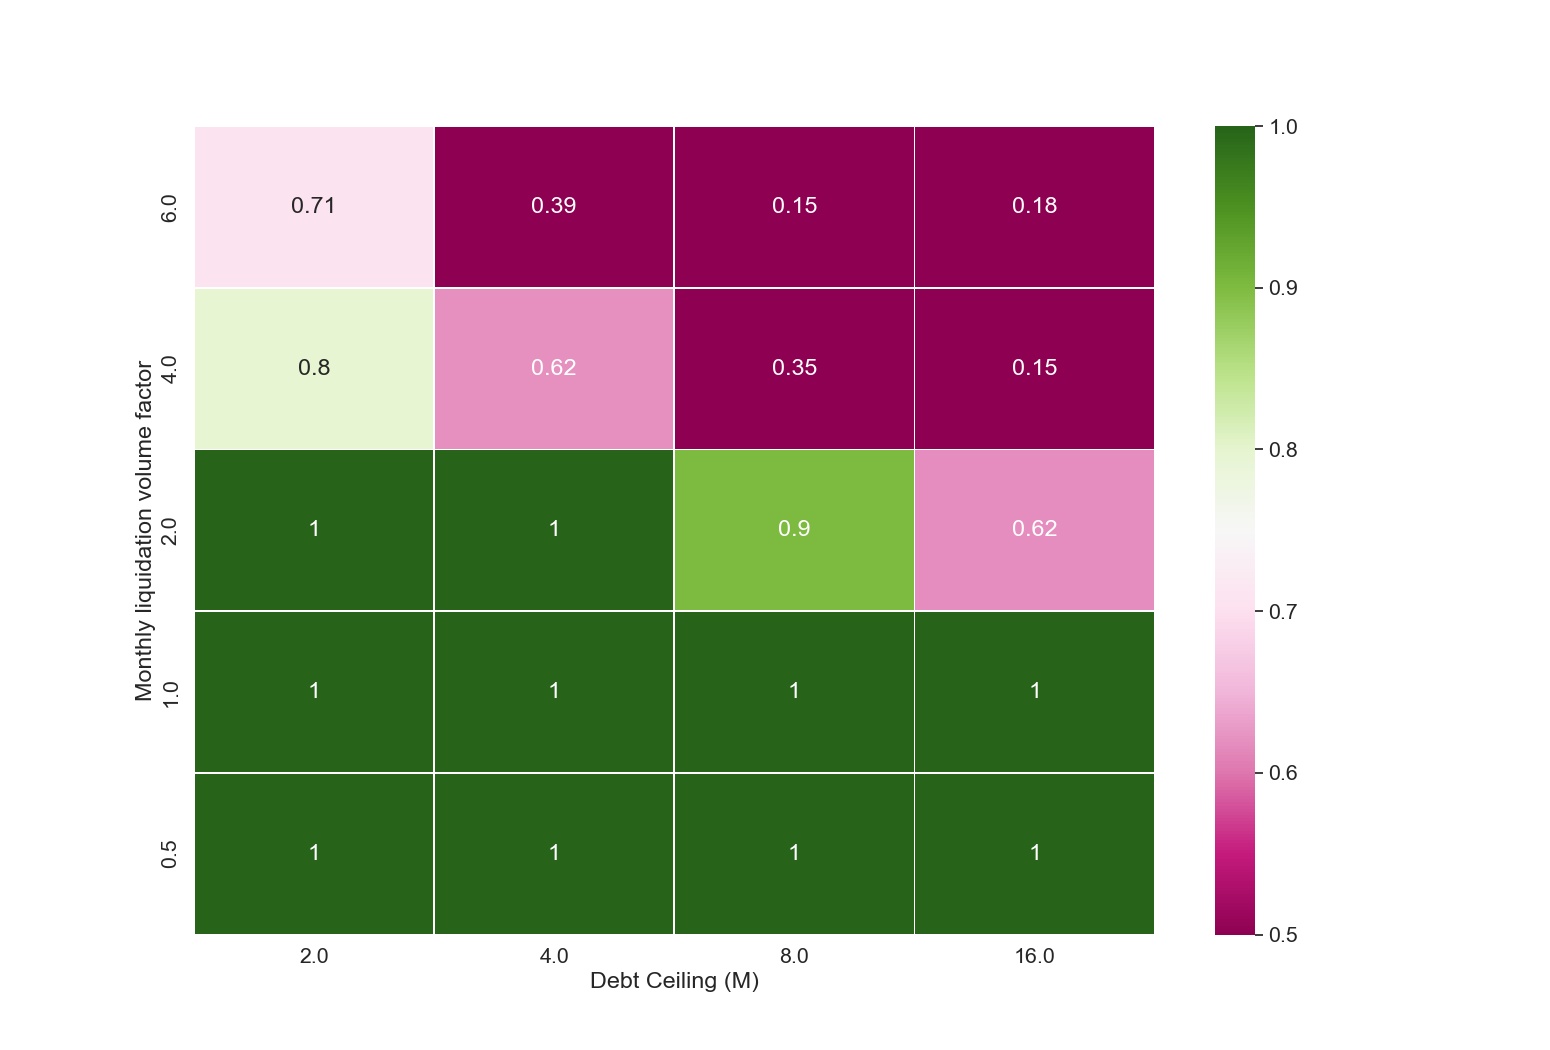 1.0
6.0 0.71 0.39 0.15 0.18
0.9
4.0 0.8 0.62 0.35 0.15
0.8
Monthly liquidation volume factor
2.0 1 1 0.9 0.62
0.7
1.0 1 1 1 1
0.6
0.5 1 1 1 1
0.5
2.0 4.0 8.0 16.0
Debt Ceiling (M)